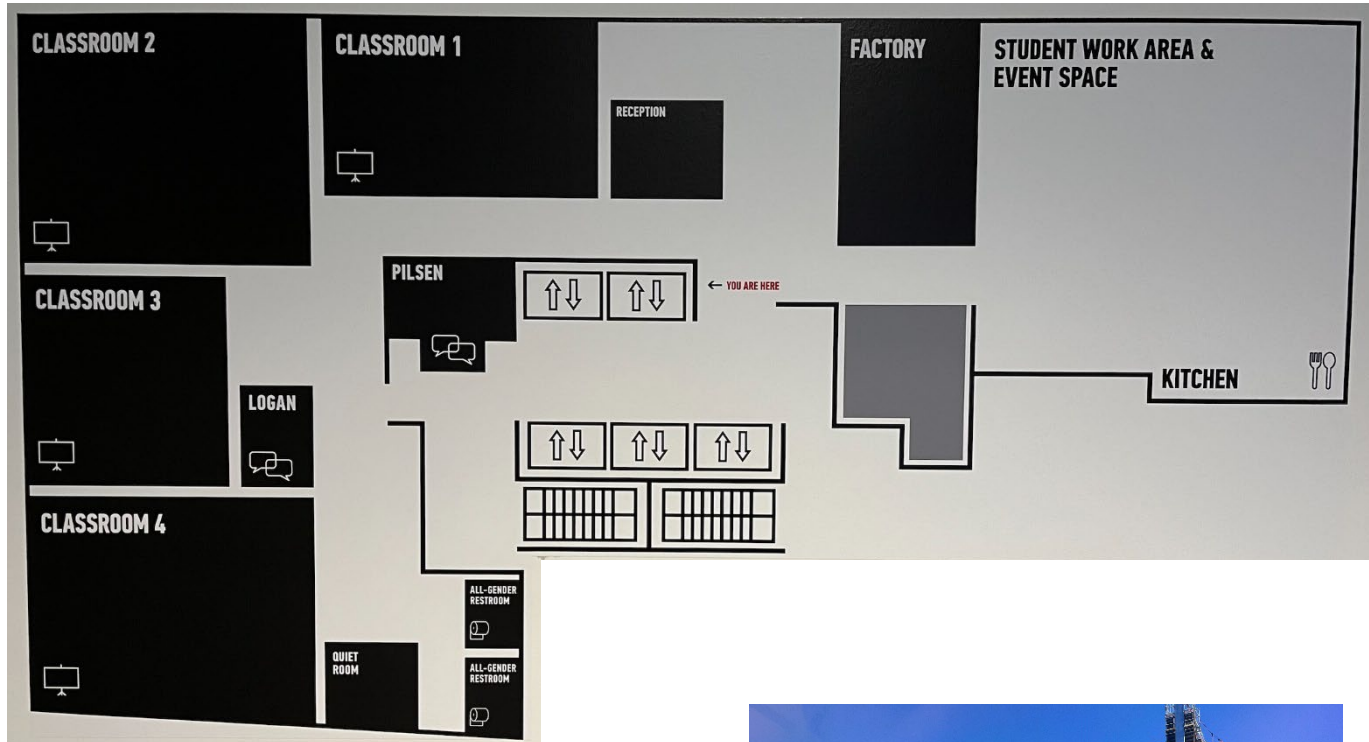 CLASSROOM 2
CLASSROOM 1
FACTORY
STUDENT WORK AREA &
EVENT SPACE
RECEPTION
PILSEN
← YOU ARE HERE
CLASSROOM 3
KITCHEN
LOGAN
CLASSROOM 4
ALL-GENDER
RESTROOM
QUIET
ROOM
ALL-GENDER
RESTROOM